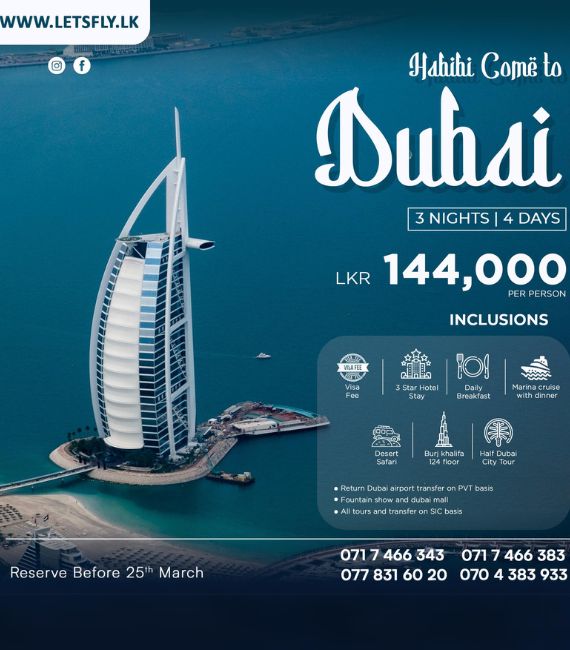 WWW.LETSFLY.LK
Habibi Come to
Dubai
3 NIGHTS | 4 DAYS
LKR 144,000
PER PERSON
INCLUSIONS
VISA FEE
Visa
Fee
3 Star Hotel
Stay
Daily
Breakfast
Marina cruise
with dinner
Desert
Safari
Burj khalifa
124 floor
Half Dubai
City Tour
• Return Dubai airport transfer on PVT basis
• Fountain show and dubai mall
• All tours and transfer on SIC basis
Reserve Before 25th March
071 7 466 343 071 7 466 383
077 831 60 20 070 4 383 933